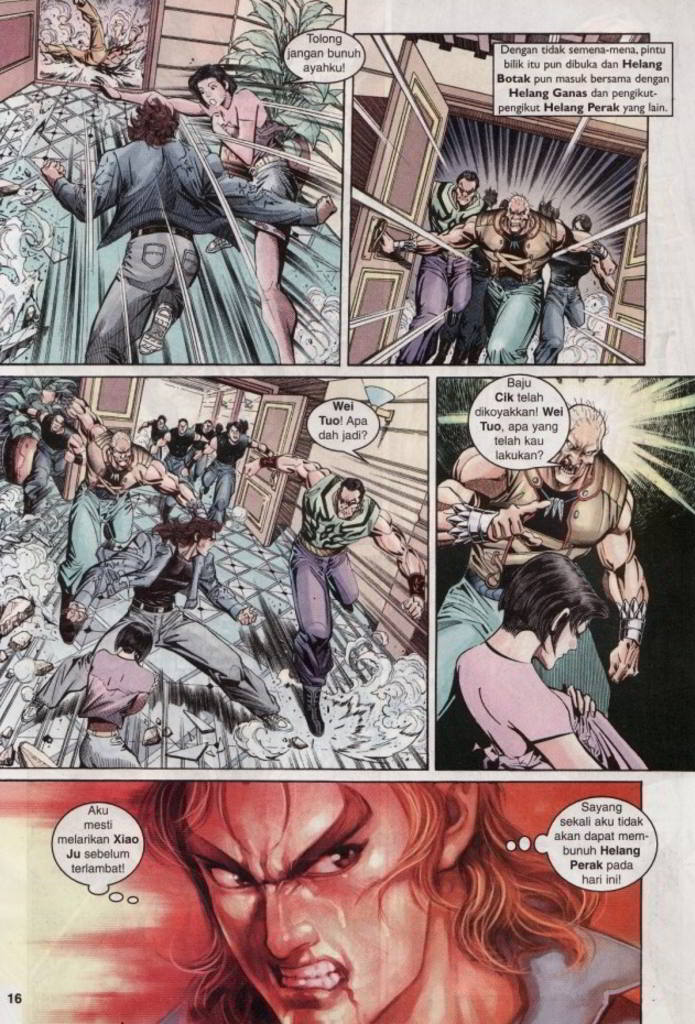 Tolong
jangan bunuh
ayahku!
Dengan tidak semena-mena, pintu
bilik itu pun dibuka dan Helang
Botak pun masuk bersama dengan
Helang Ganas dan pengikut-
pengikut Helang Perak yang lain.
Wei
Tuo! Apa
dah jadi?
Baju
Cik telah
dikoyakkan! Wei
Tuo, apa yang
telah kau
lakukan?
Aku
mesti
melarikan Xiao
Ju sebelum
terlambat!
Sayang
sekali aku tidak
akan dapat mem-
bunuh Helang
Perak pada
hari ini!
16